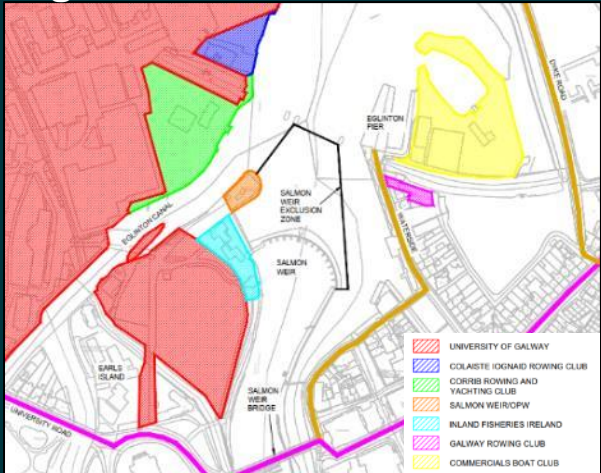 EGLINTON
PIER
DYKE ROAD
EGLINTON CANAL
SALMON
WEIR
EXCLUSION
ZONE
WATERSIDE
SALMON
WEIR
EARLS
ISLAND
SALMON
WEIR
BRIDGE
UNIVERSITY ROAD
UNIVERSITY OF GALWAY
COLAISTE IOGNAID ROWING CLUB
CORRIB ROWING AND
YACHTING CLUB
SALMON WEIR/OPW
INLAND FISHERIES IRELAND
GALWAY ROWING CLUB
COMMERCIALS BOAT CLUB